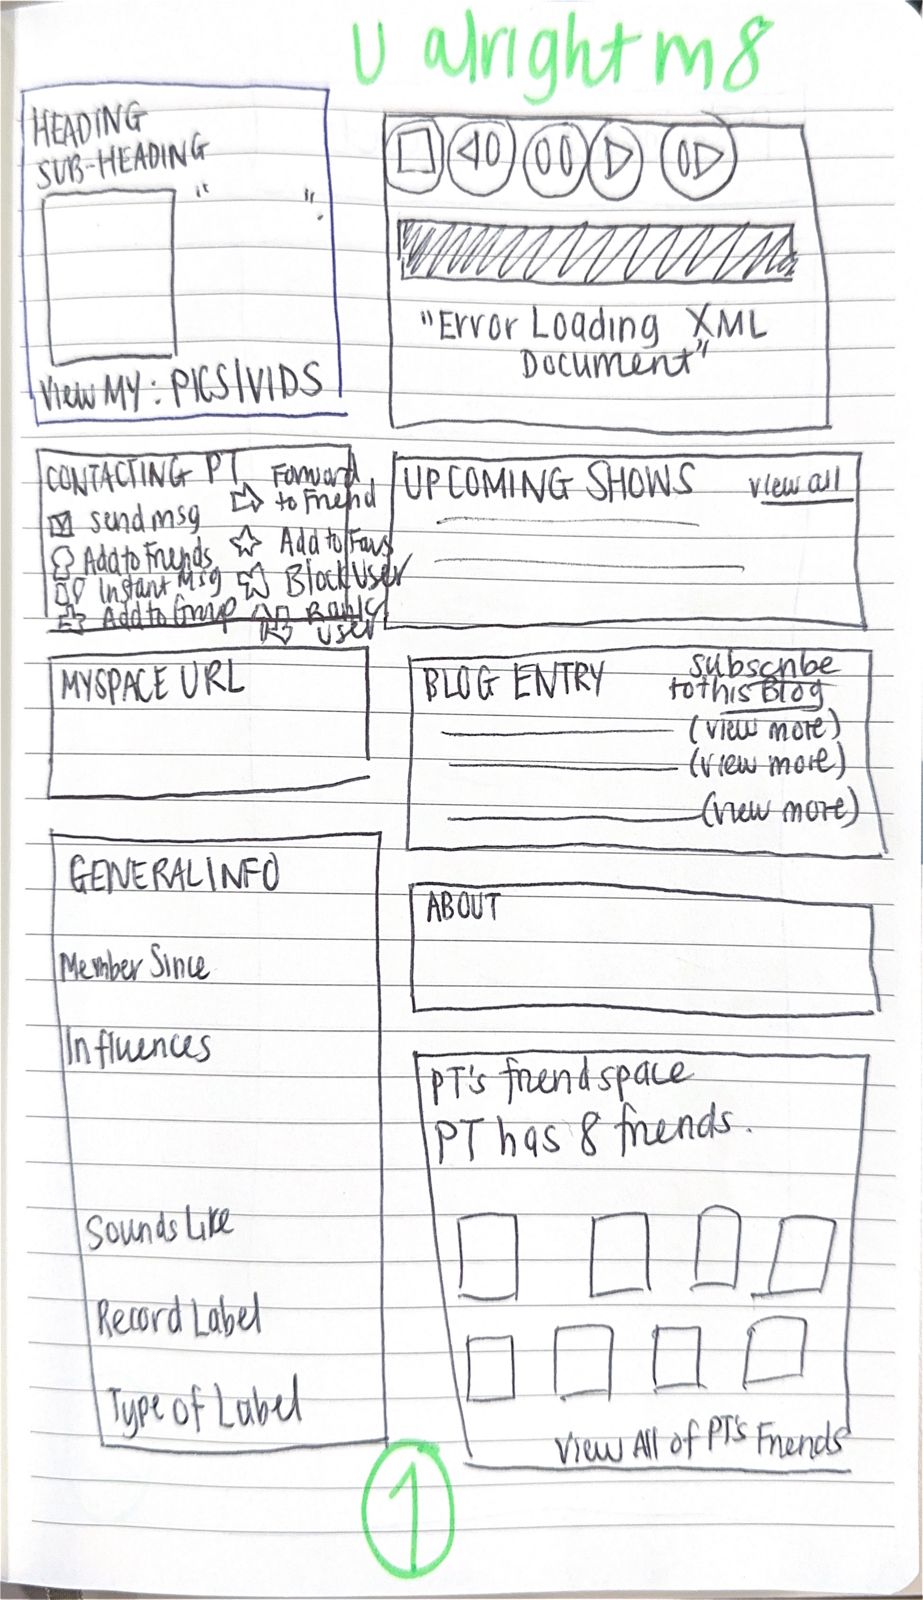 U alright m8
HEADING
SUB-HEADING
" ".
View MY : PICS|VIDS
"Error Loading XML
Document"
CONTACTING PT
send msg
Add to Friends
Instant Msg
Add to Group
Forward
to Friend
Add to Favs
Block User
Rank
User
UPCOMING SHOWS
view all
MYSPACE URL
BLOG ENTRY
subscribe
to this Blog
(view more)
(view more)
(view more)
GENERAL INFO
Member Since
Influences
Sounds Like
Record Label
Type of Label
ABOUT
PT's friend space
PT has 8 friends.
View All of PT's Friends
1